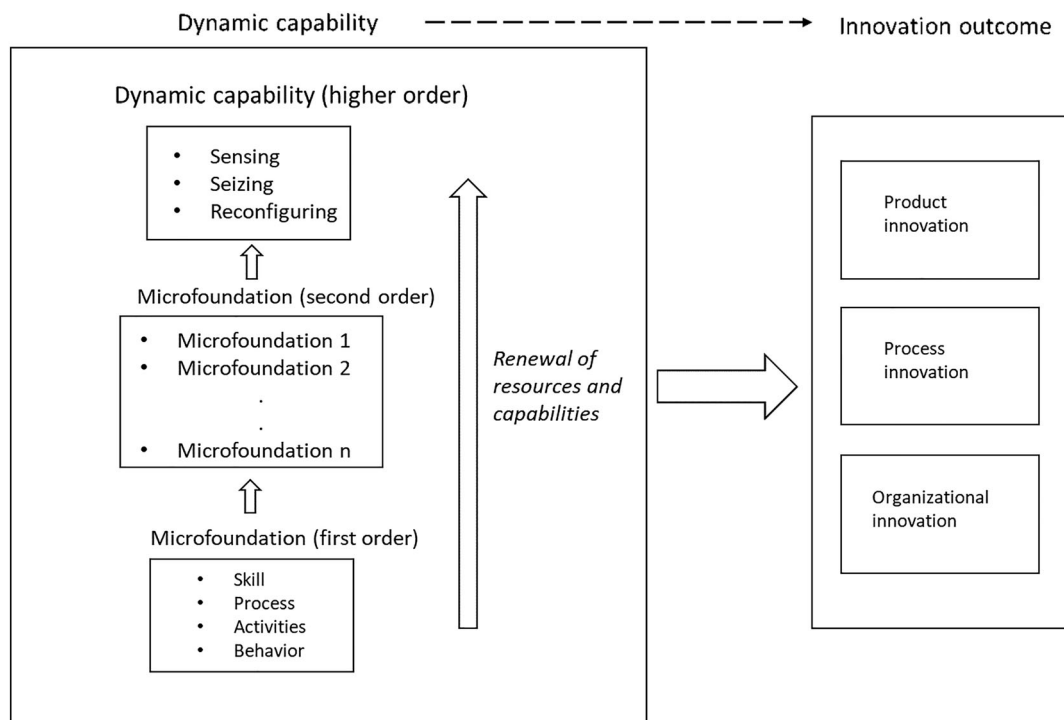 Dynamic capability
Innovation outcome
Dynamic capability (higher order)
• Sensing
• Seizing
• Reconfiguring
Microfoundation (second order)
• Microfoundation 1
• Microfoundation 2
.
.
• Microfoundation n
Microfoundation (first order)
• Skill
• Process
• Activities
• Behavior
Renewal of
resources and
capabilities
Product
innovation
Process
innovation
Organizational
innovation